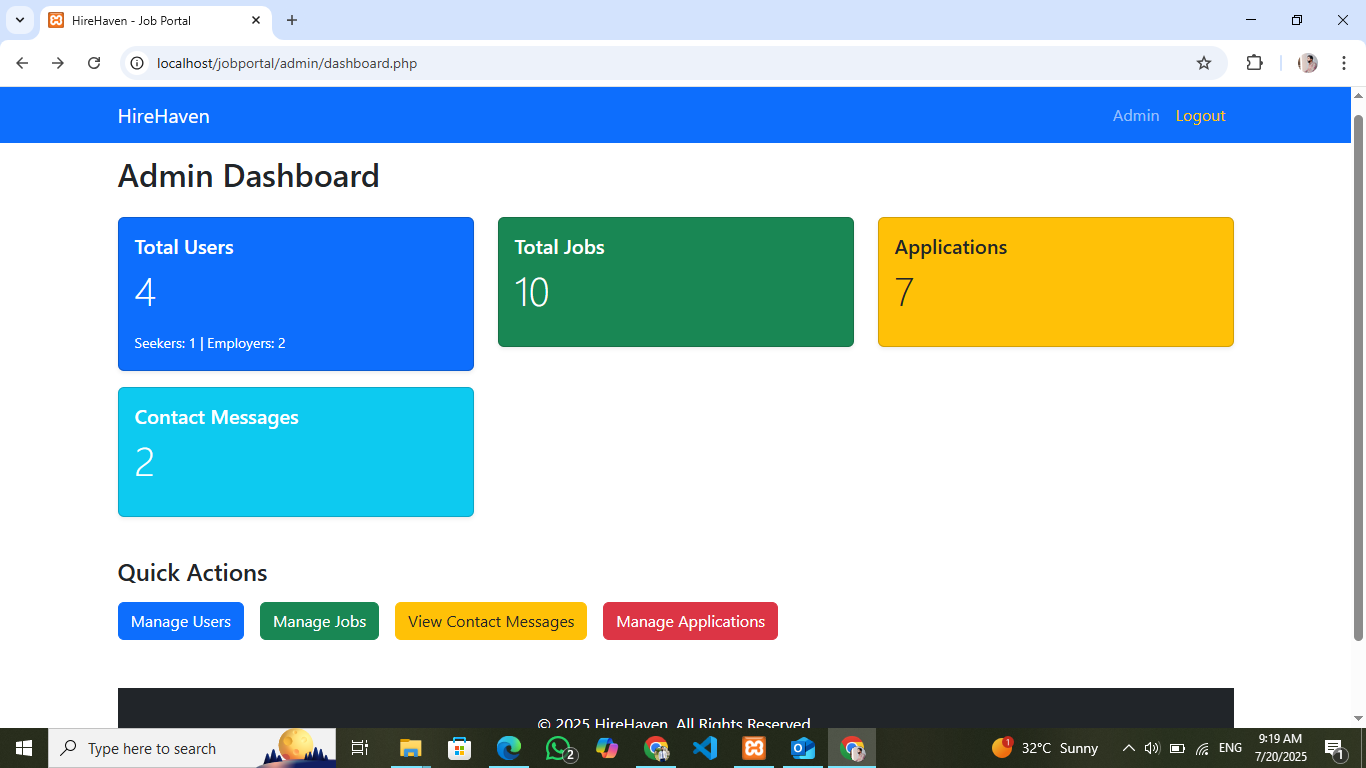 HireHaven - Job Portal
localhost/jobportal/admin/dashboard.php
HireHaven
Admin Logout
Admin Dashboard
Total Users
4
Seekers: 1 | Employers: 2
Total Jobs
10
Applications
7
Contact Messages
2
Quick Actions
Manage Users
Manage Jobs
View Contact Messages
Manage Applications
© 2025 HireHaven. All Rights Reserved
Type here to search
2
1
32°C Sunny
ENG
9:19 AM
7/20/2025
1